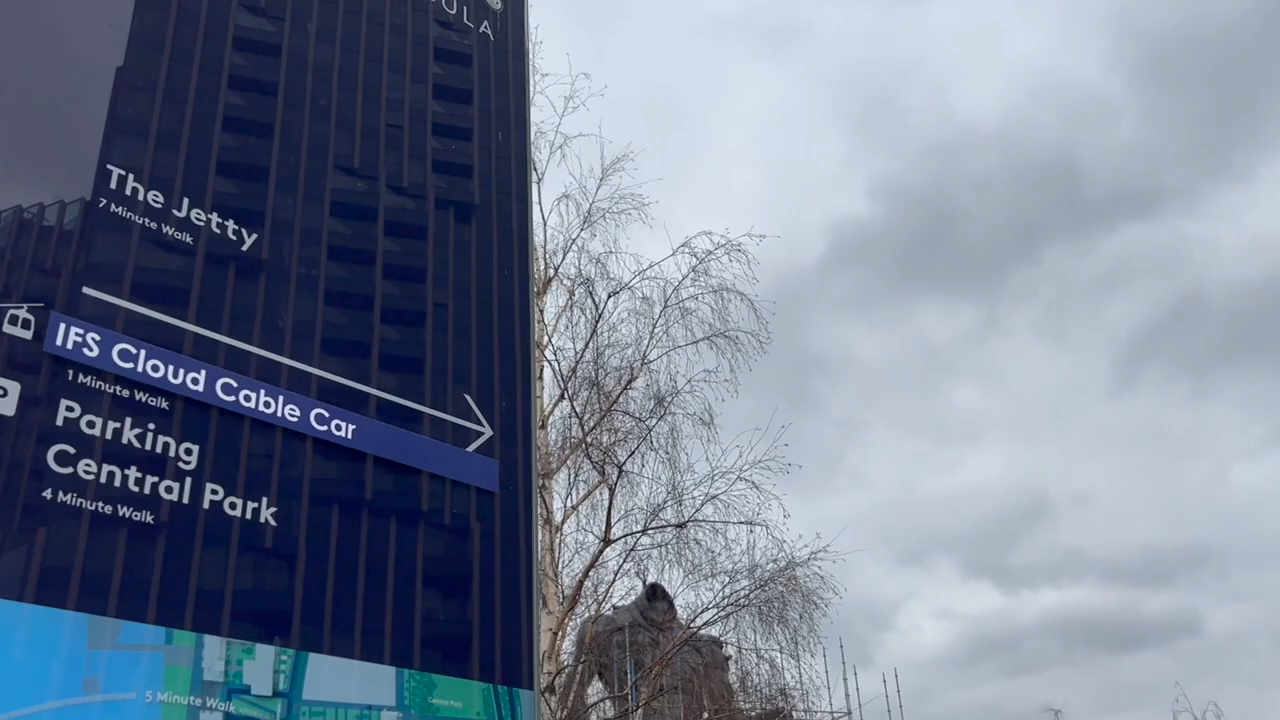 The Jetty
7 Minute Walk
IFS Cloud Cable Car
1 Minute Walk
Parking
Central Park
4 Minute Walk
5 Minute Walk
Central Park